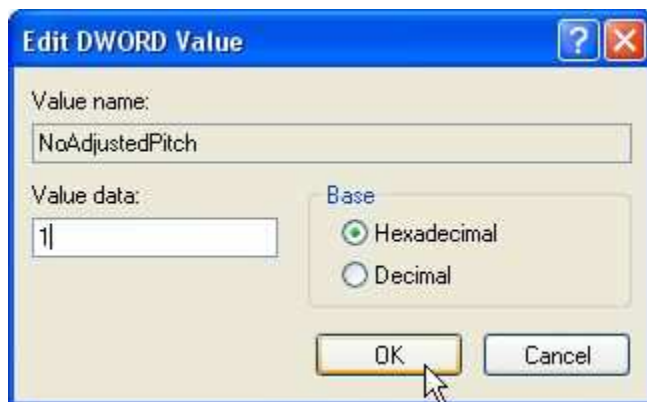 Edit DWORD Value
Value name:
NoAdjustedPitch
Value data:
1
Base
Hexadecimal
Decimal
OK
Cancel